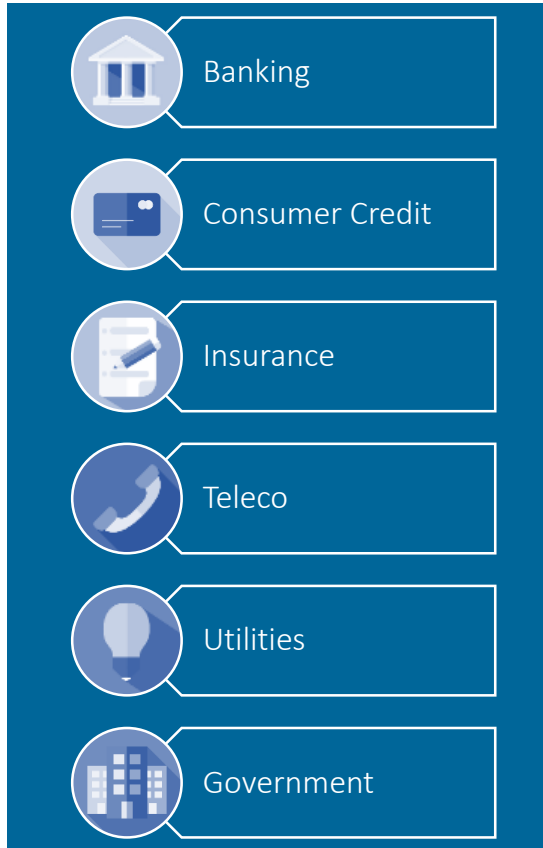 Banking
Consumer Credit
Insurance
Teleco
Utilities
Government